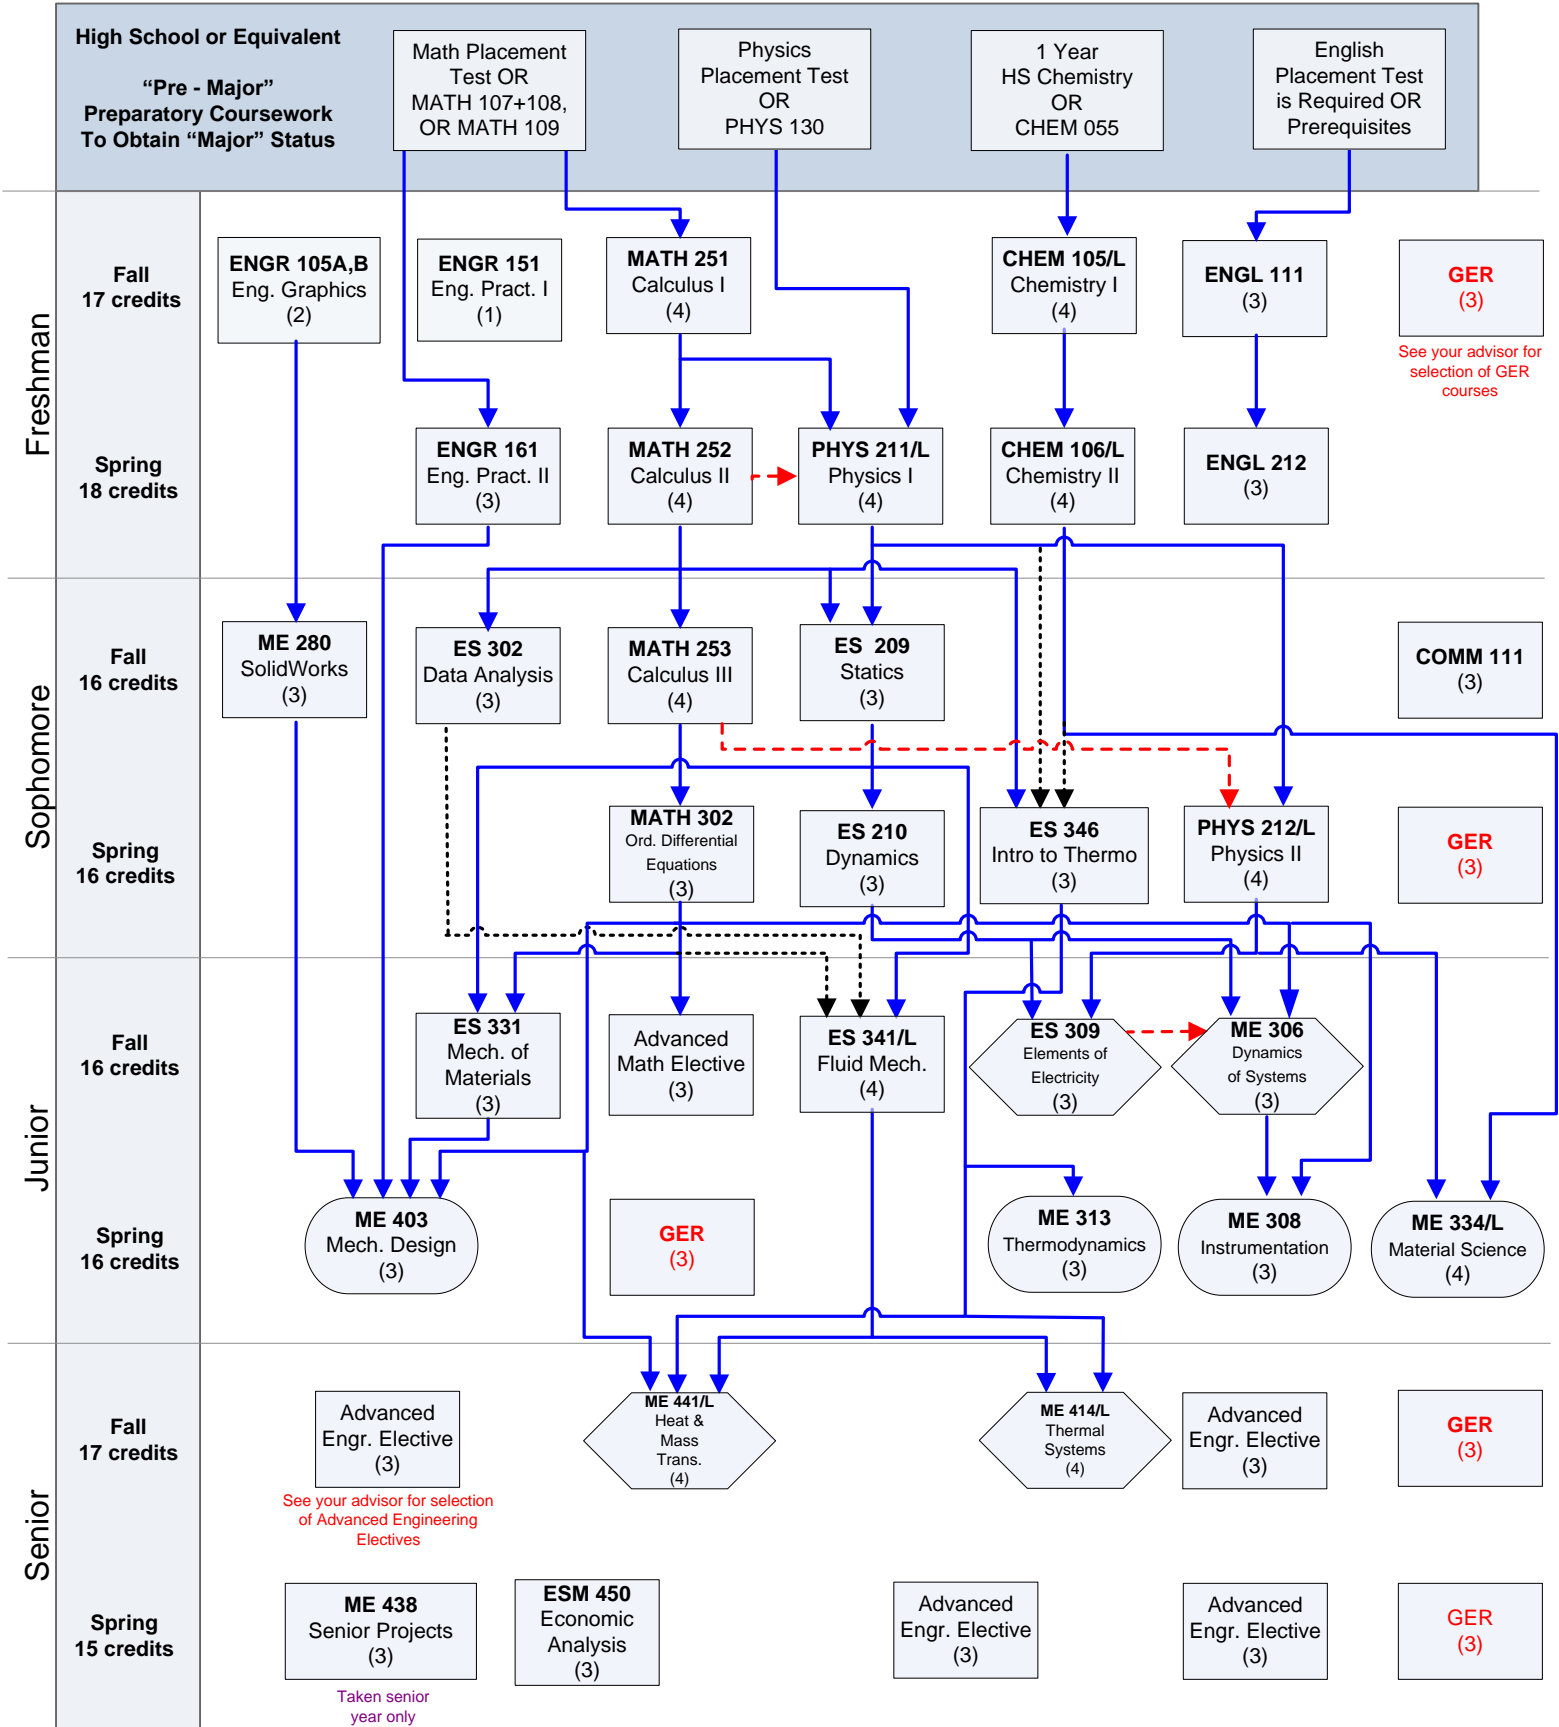 High School or Equivalent
“Pre - Major”
Preparatory Coursework
To Obtain “Major” Status
Math Placement
Test OR
MATH 107+108,
OR MATH 109
Physics
Placement Test
OR
PHYS 130
1 Year
HS Chemistry
OR
CHEM 055
English
Placement Test
is Required OR
Prerequisites
Freshman
Fall
17 credits
ENGR 105A,B
Eng. Graphics
(2)
ENGR 151
Eng. Pract. I
(1)
MATH 251
Calculus I
(4)
CHEM 105/L
Chemistry I
(4)
ENGL 111
(3)
GER
(3)
See your advisor for
selection of GER
courses
Spring
18 credits
ENGR 161
Eng. Pract. II
(3)
MATH 252
Calculus II
(4)
PHYS 211/L
Physics I
(4)
CHEM 106/L
Chemistry II
(4)
ENGL 212
(3)
Sophomore
Fall
16 credits
ME 280
SolidWorks
(3)
ES 302
Data Analysis
(3)
MATH 253
Calculus III
(4)
ES  209
Statics
(3)
COMM 111
(3)
Spring
16 credits
MATH 302
Ord. Differential
Equations
(3)
ES 210
Dynamics
(3)
ES 346
Intro to Thermo
(3)
PHYS 212/L
Physics II
(4)
GER
(3)
Junior
Fall
16 credits
ES 331
Mech. of
Materials
(3)
Advanced
Math Elective
(3)
ES 341/L
Fluid Mech.
(4)
ES 309
Elements of
Electricity
(3)
ME 306
Dynamics
of Systems
(3)
Spring
16 credits
ME 403
Mech. Design
(3)
GER
(3)
ME 313
Thermodynamics
(3)
ME 308
Instrumentation
(3)
ME 334/L
Material Science
(4)
Senior
Fall
17 credits
Advanced
Engr. Elective
(3)
See your advisor for selection
of Advanced Engineering
Electives
ME 441/L
Heat &
Mass
Trans.
(4)
ME 414/L
Thermal
Systems
(4)
Advanced
Engr. Elective
(3)
GER
(3)
Spring
15 credits
ME 438
Senior Projects
(3)
Taken senior
year only
ESM 450
Economic
Analysis
(3)
Advanced
Engr. Elective
(3)
Advanced
Engr. Elective
(3)
GER
(3)